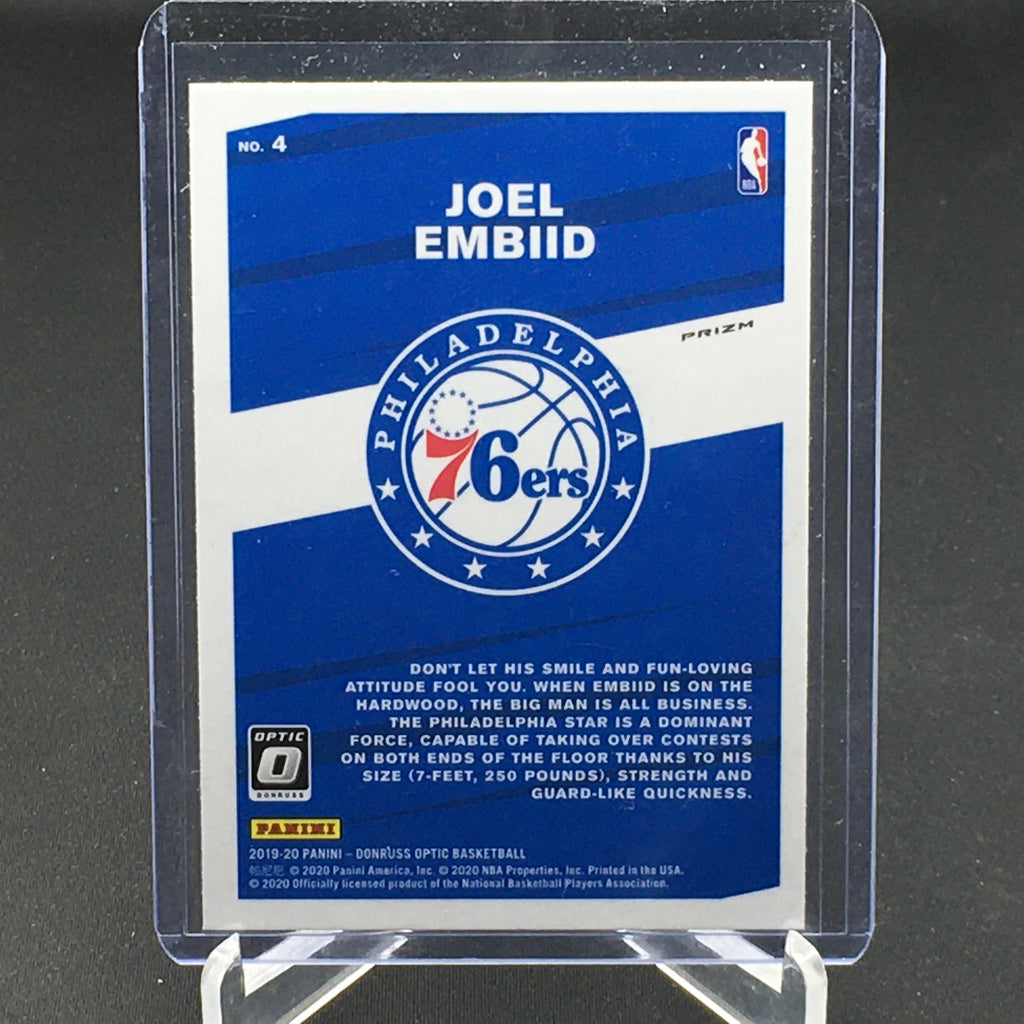 NO. 4
NBA
JOEL
EMBIID
PRIZM
PHILADELPHIA
76ers
DON'T LET HIS SMILE AND FUN-LOVING
ATTITUDE FOOL YOU. WHEN EMBIID IS ON THE
HARDWOOD, THE BIG MAN IS ALL BUSINESS.
THE PHILADELPHIA STAR IS A DOMINANT
FORCE, CAPABLE OF TAKING OVER CONTESTS
ON BOTH ENDS OF THE FLOOR THANKS TO HIS
SIZE (7-FEET, 250 POUNDS), STRENGTH AND
GUARD-LIKE QUICKNESS.
OPTIC
O
DONRUSS
PANINI
2019-20 PANINI – DONRUSS OPTIC BASKETBALL
帕尼尼 © 2020 Panini America, Inc. © 2020 NBA Properties, Inc. Printed in the USA.
© 2020 Officially licensed product of the National Basketball Players Association.